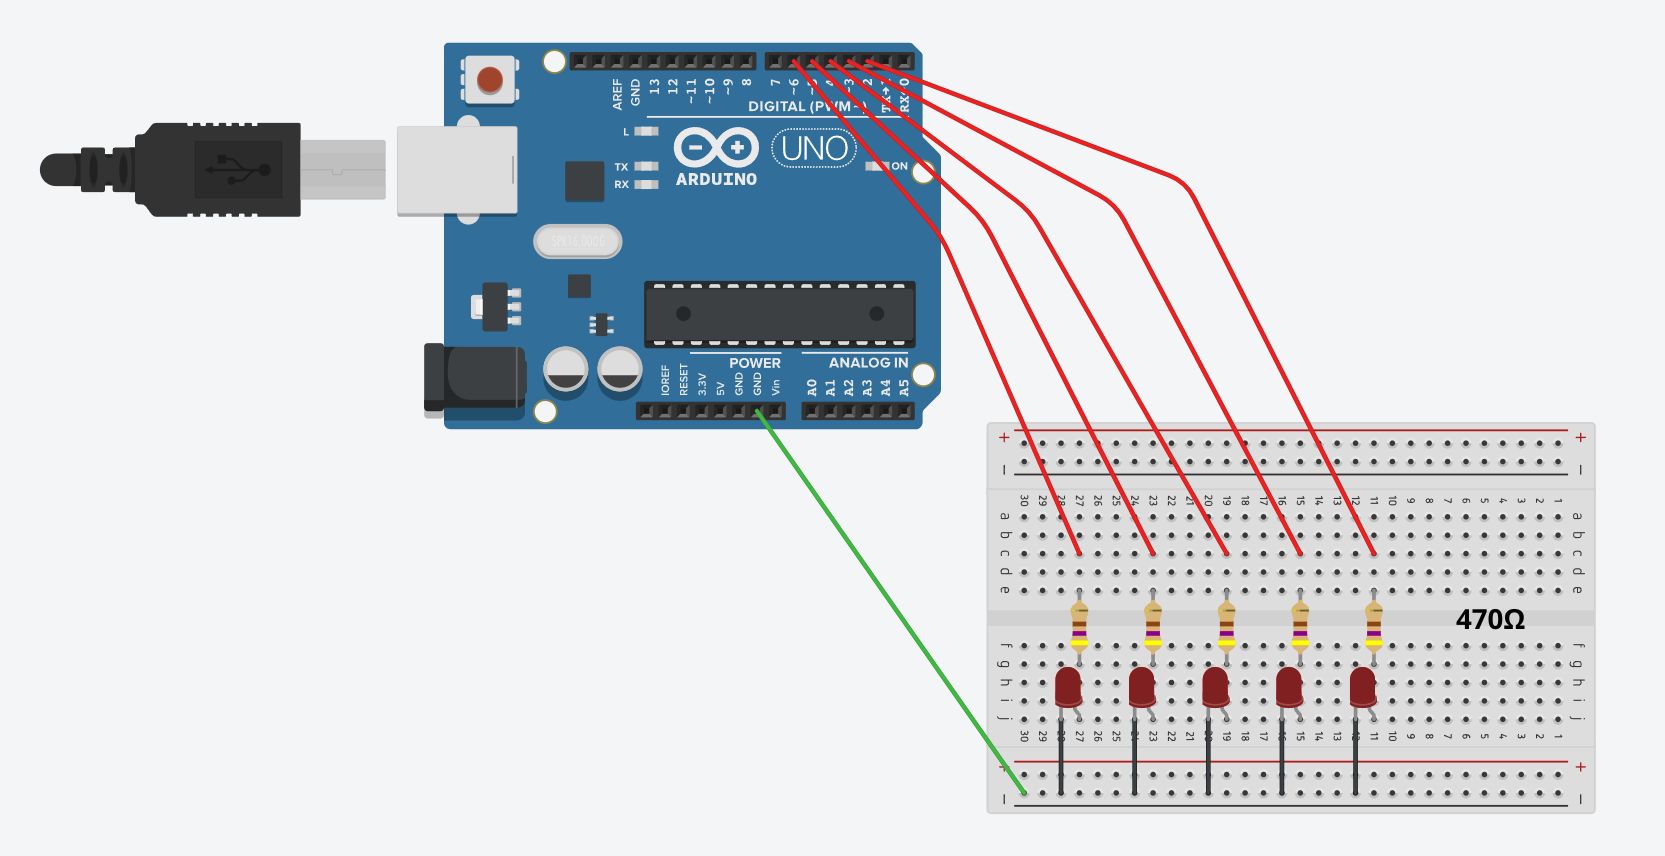 AREF
GND
13
12
~11
~10
~9
8
7
~6
~5
4
~3
2
TX→1
RX←0
DIGITAL (PWM~)
L
TX
RX
ARDUINO
UNO
ON
SPK16.000G
POWER
ANALOG IN
IOREF
RESET
3.3V
5V
GND
GND
Vin
A0
A1
A2
A3
A4
A5
+ +
− −
30 29 28 27 26 25 24 23 22 21 20 19 18 17 16 15 14 13 12 11 10 9 8 7 6 5 4 3 2 1
a a
b b
c c
d d
e e
470Ω
f f
g g
h h
i i
j j
30 29 28 27 26 25 24 23 22 21 20 19 18 17 16 15 14 13 12 11 10 9 8 7 6 5 4 3 2 1
+ +
− −